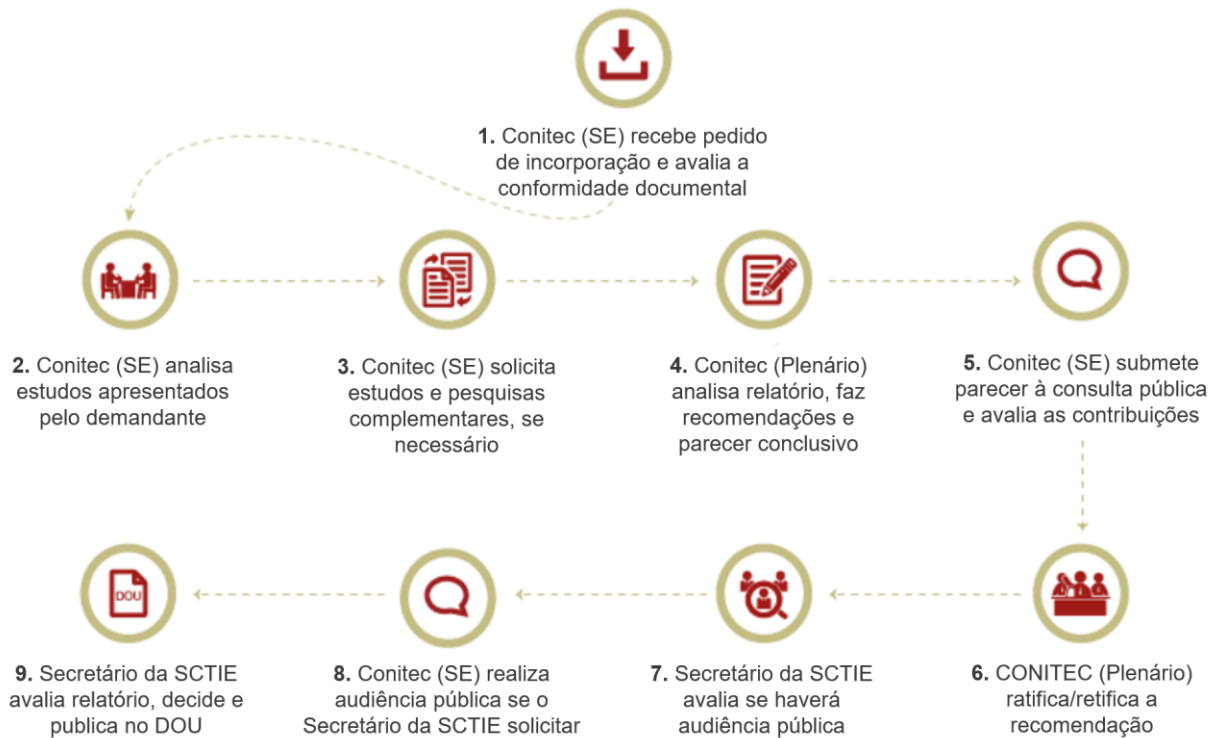 1. Conitec (SE) recebe pedido
de incorporação e avalia a
conformidade documental
2. Conitec (SE) analisa
estudos apresentados
pelo demandante
3. Conitec (SE) solicita
estudos e pesquisas
complementares, se
necessário
4. Conitec (Plenário)
analisa relatório, faz
recomendações e
parecer conclusivo
5. Conitec (SE) submete
parecer à consulta pública
e avalia as contribuições
6. CONITEC (Plenário)
ratifica/retifica a
recomendação
7. Secretário da SCTIE
avalia se haverá
audiência pública
8. Conitec (SE) realiza
audiência pública se o
Secretário da SCTIE solicitar
DOU
9. Secretário da SCTIE
avalia relatório, decide e
publica no DOU